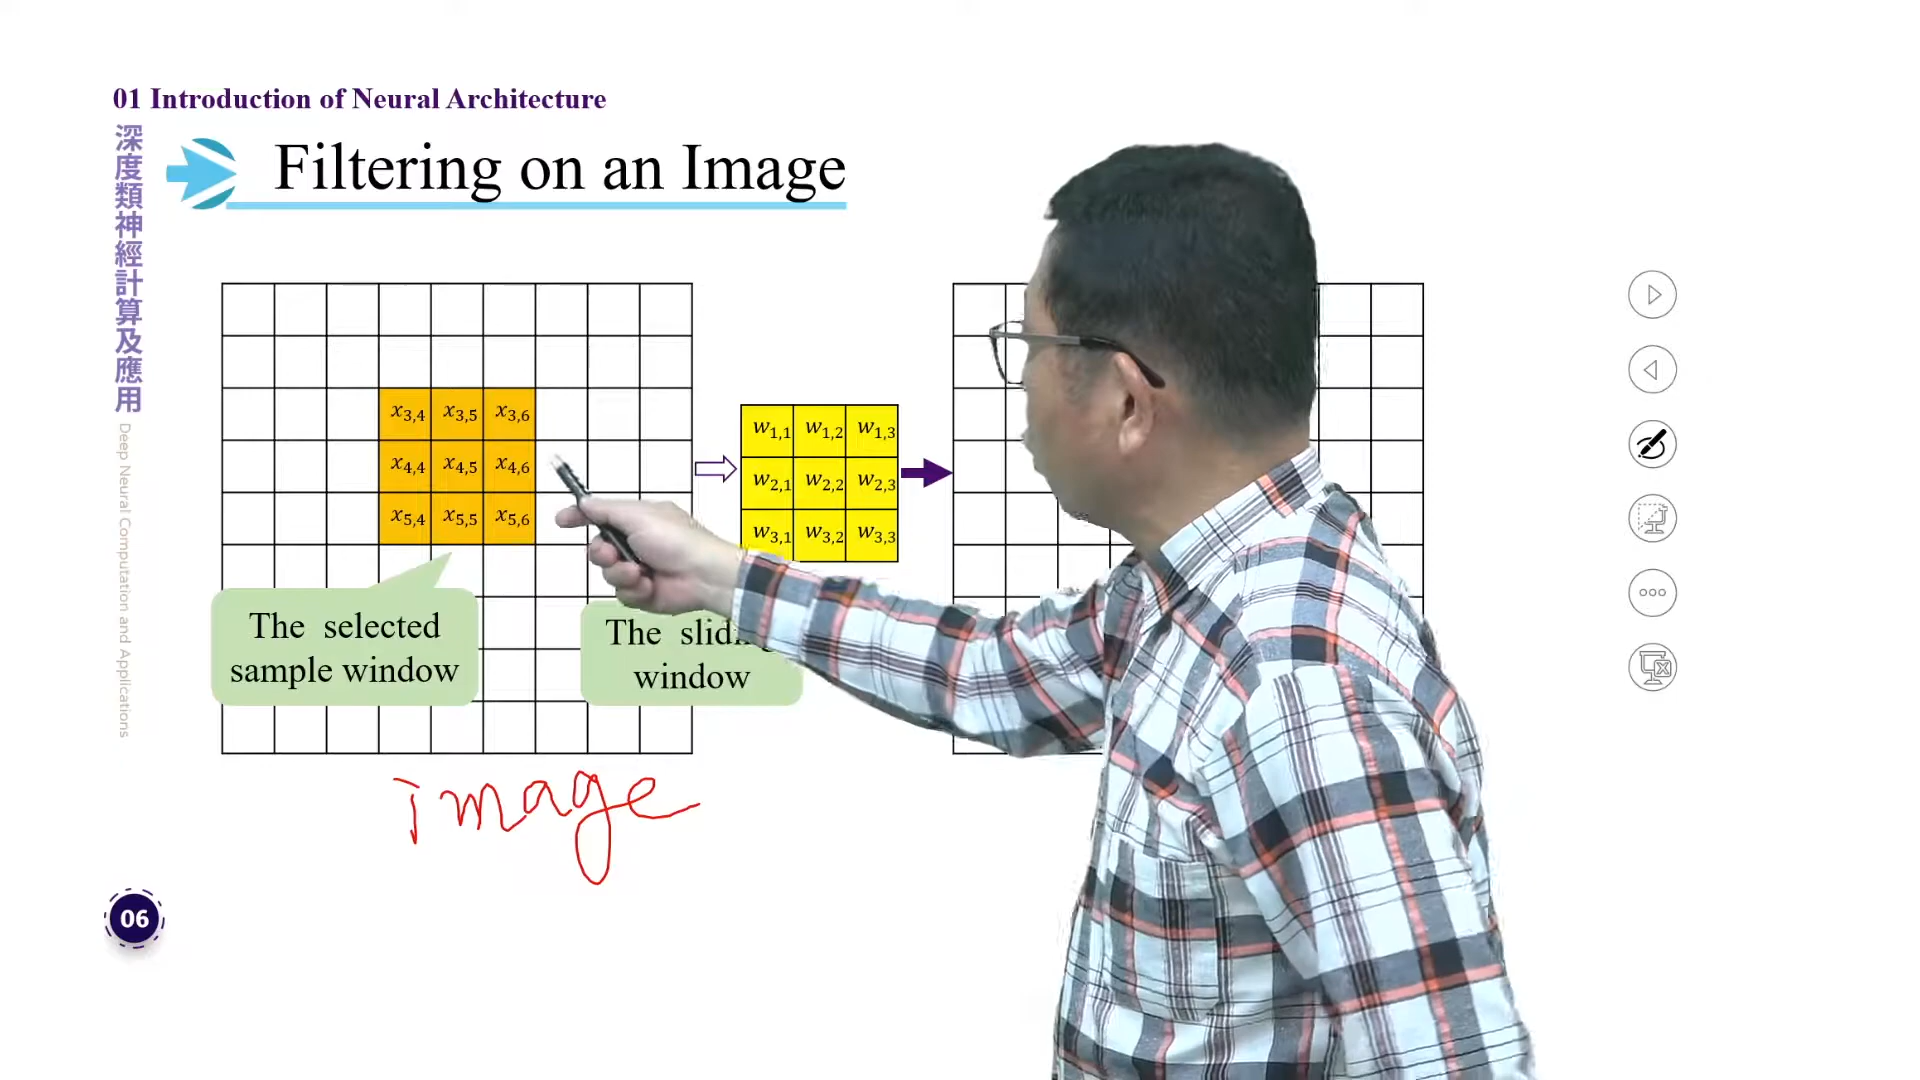 01 Introduction of Neural Architecture
深度類神經計算及應用
Deep Neural Computation and Applications
Filtering on an Image
x3,4 x3,5 x3,6
x4,4 x4,5 x4,6
x5,4 x5,5 x5,6
w1,1 w1,2 w1,3
w2,1 w2,2 w2,3
w3,1 w3,2 w3,3
The selected
sample window
The
window
image
06